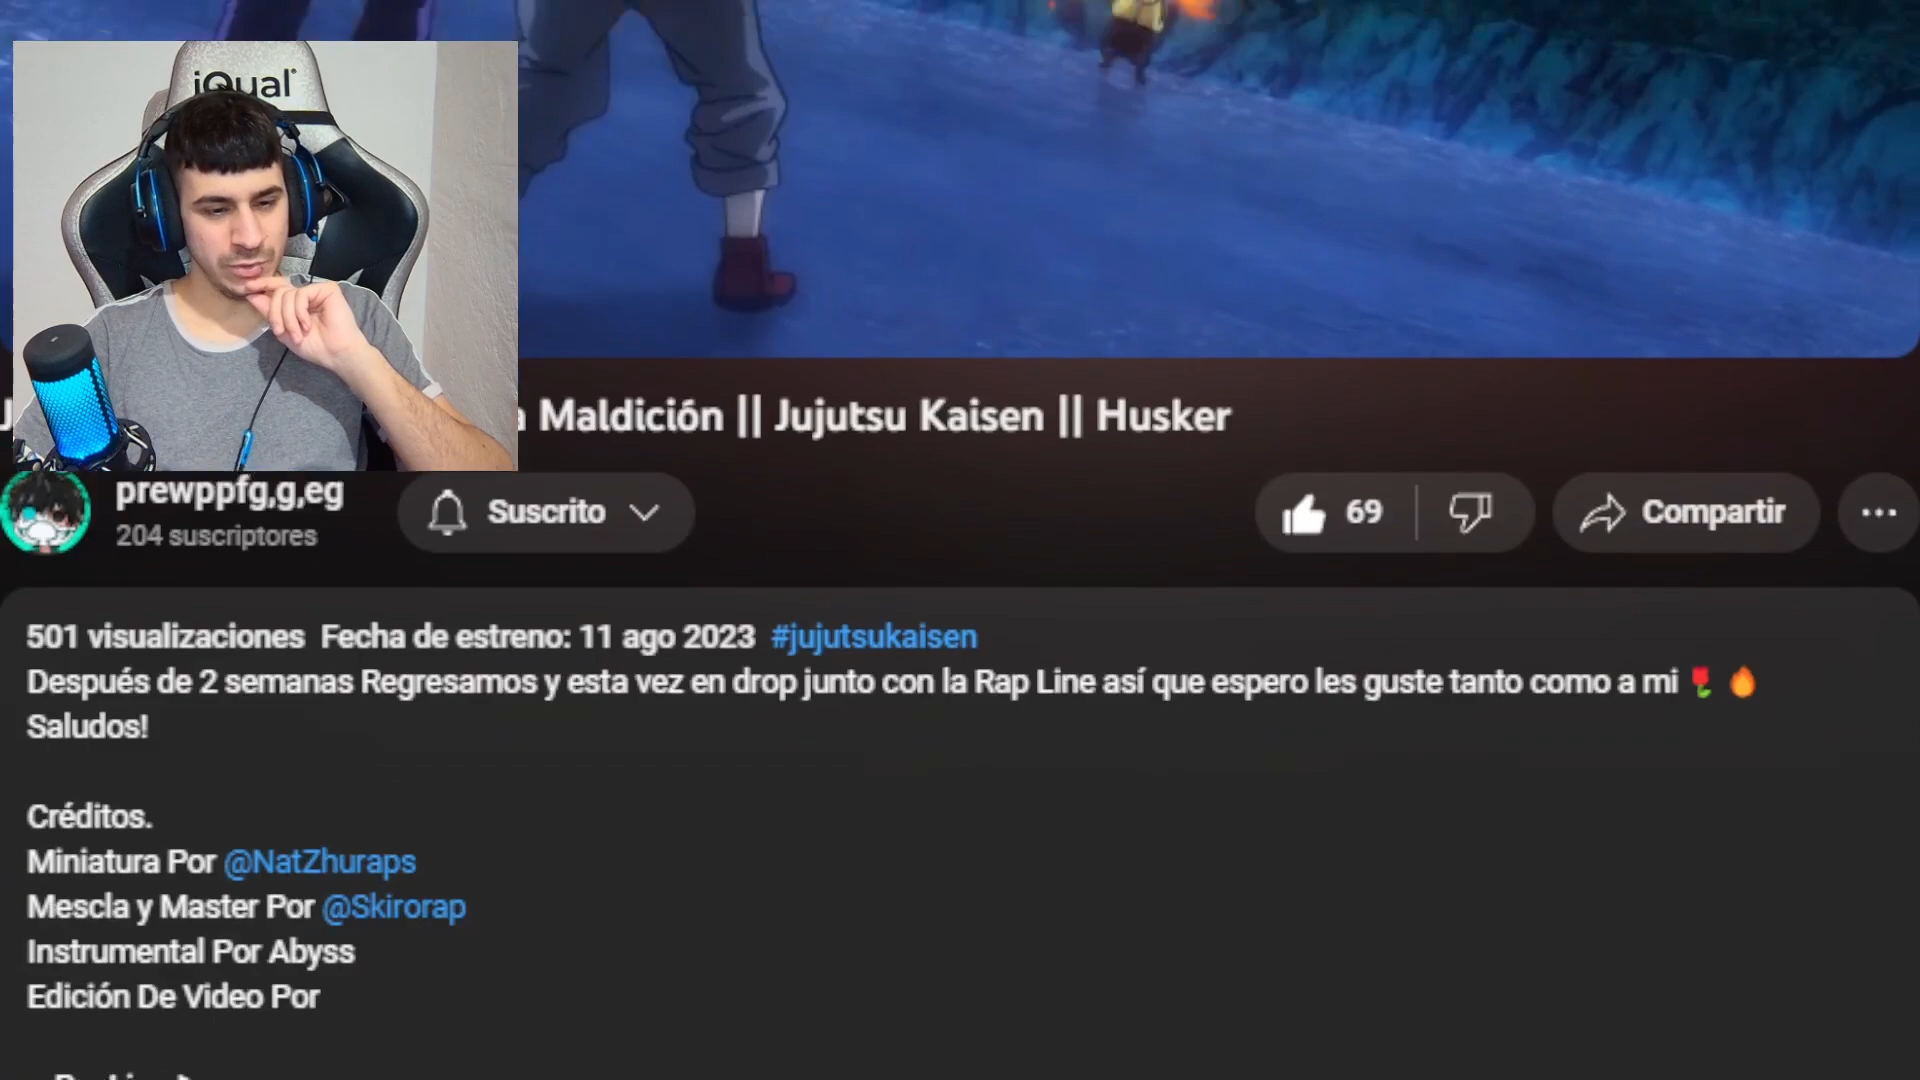 iQual
Maldición || Jujutsu Kaisen || Husker
prewppfg,g,eg
204 suscriptores
Suscrito
69
Compartir
501 visualizaciones Fecha de estreno: 11 ago 2023 #jujutsukaisen
Después de 2 semanas Regresamos y esta vez en drop junto con la Rap Line así que espero les guste tanto como a mi 🌷 🔥
Saludos!
Créditos.
Miniatura Por @NatZhuraps
Mescla y Master Por @Skirorap
Instrumental Por Abyss
Edición De Video Por